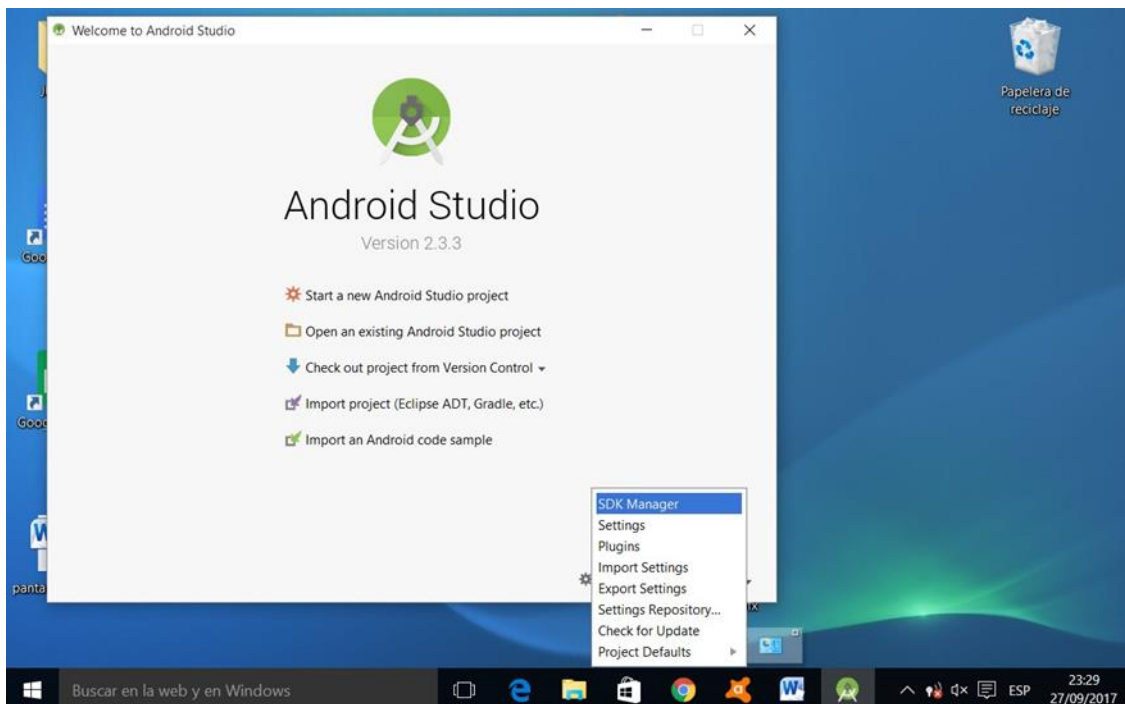 Welcome to Android Studio
Papelera de
reciclaje
Android Studio
Version 2.3.3
Start a new Android Studio project
Open an existing Android Studio project
Check out project from Version Control
Import project (Eclipse ADT, Gradle, etc.)
Import an Android code sample
SDK Manager
Settings
Plugins
Import Settings
Export Settings
Settings Repository...
Check for Update
Project Defaults
Goo
Goo
panta
Buscar en la web y en Windows
ESP
23:29
27/09/2017